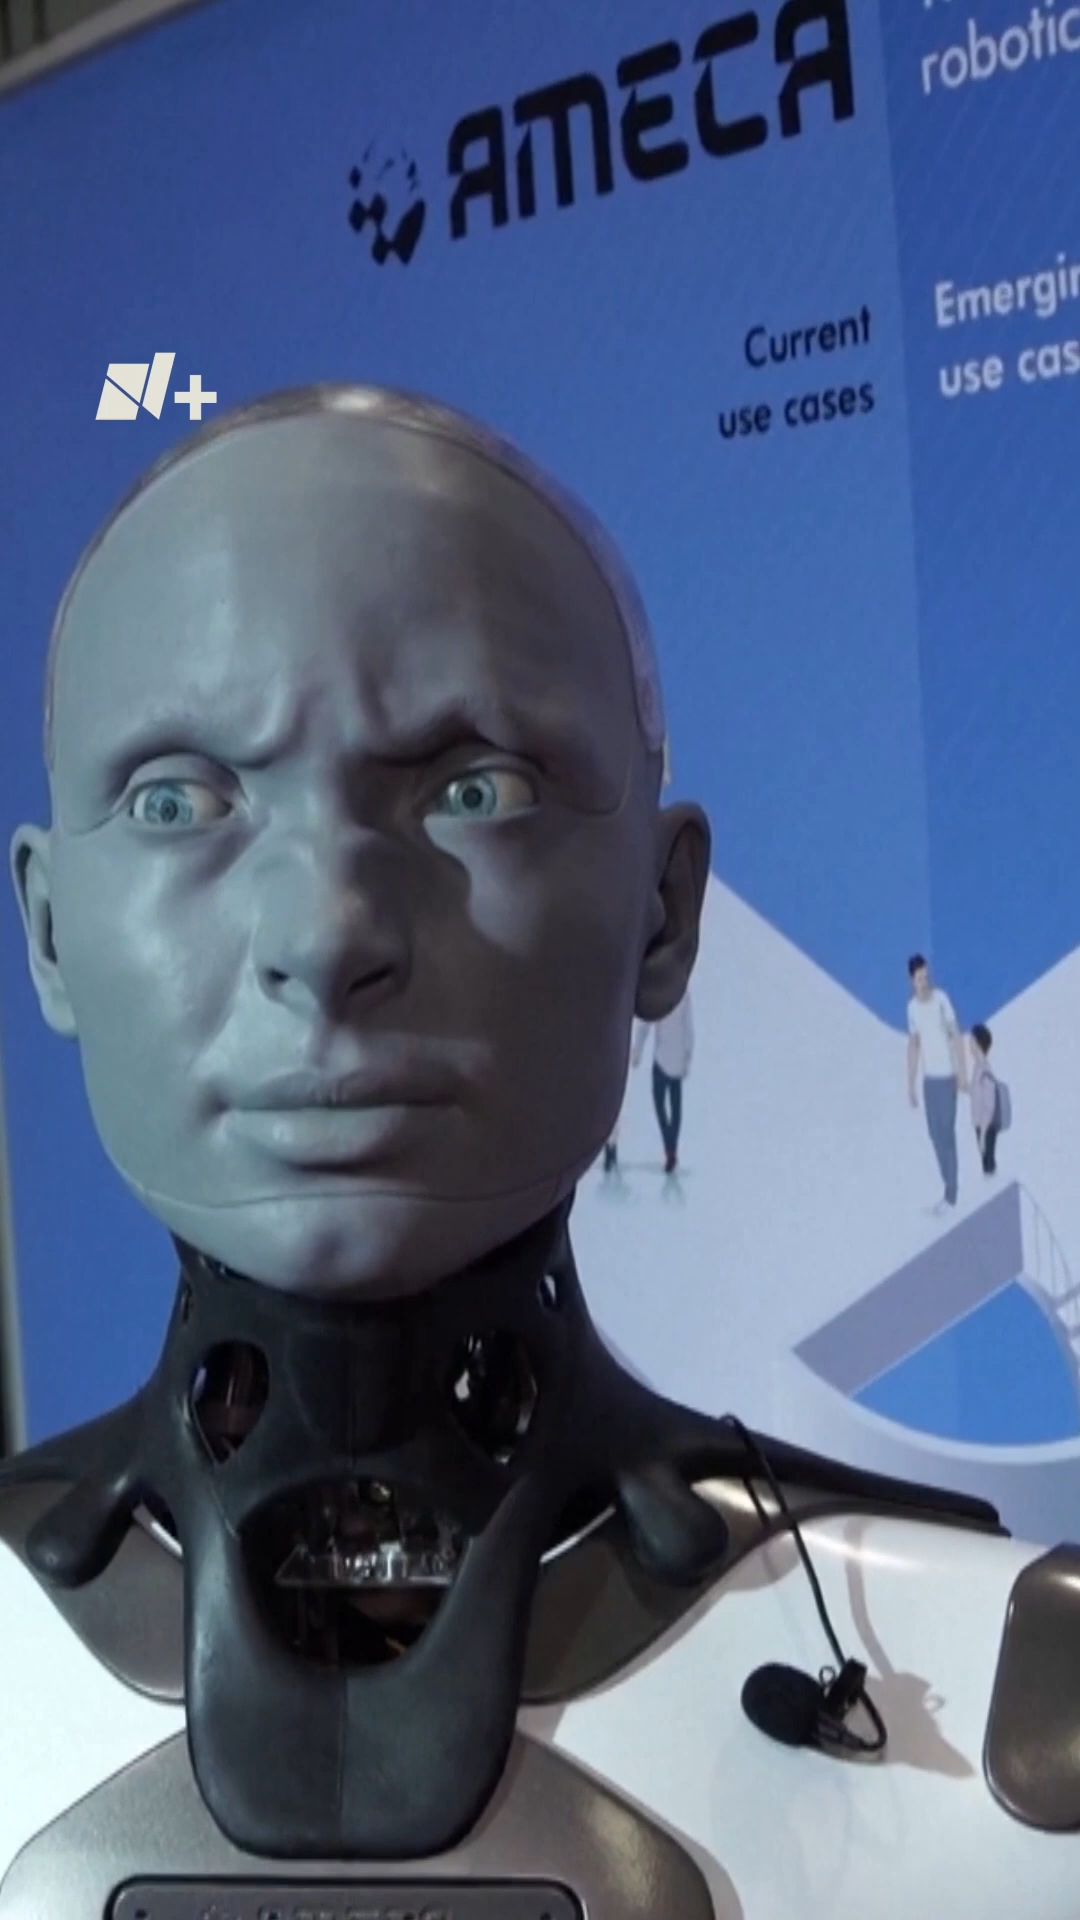 AMECA
Current
use cases
robotic
Emergin
use cas
N+